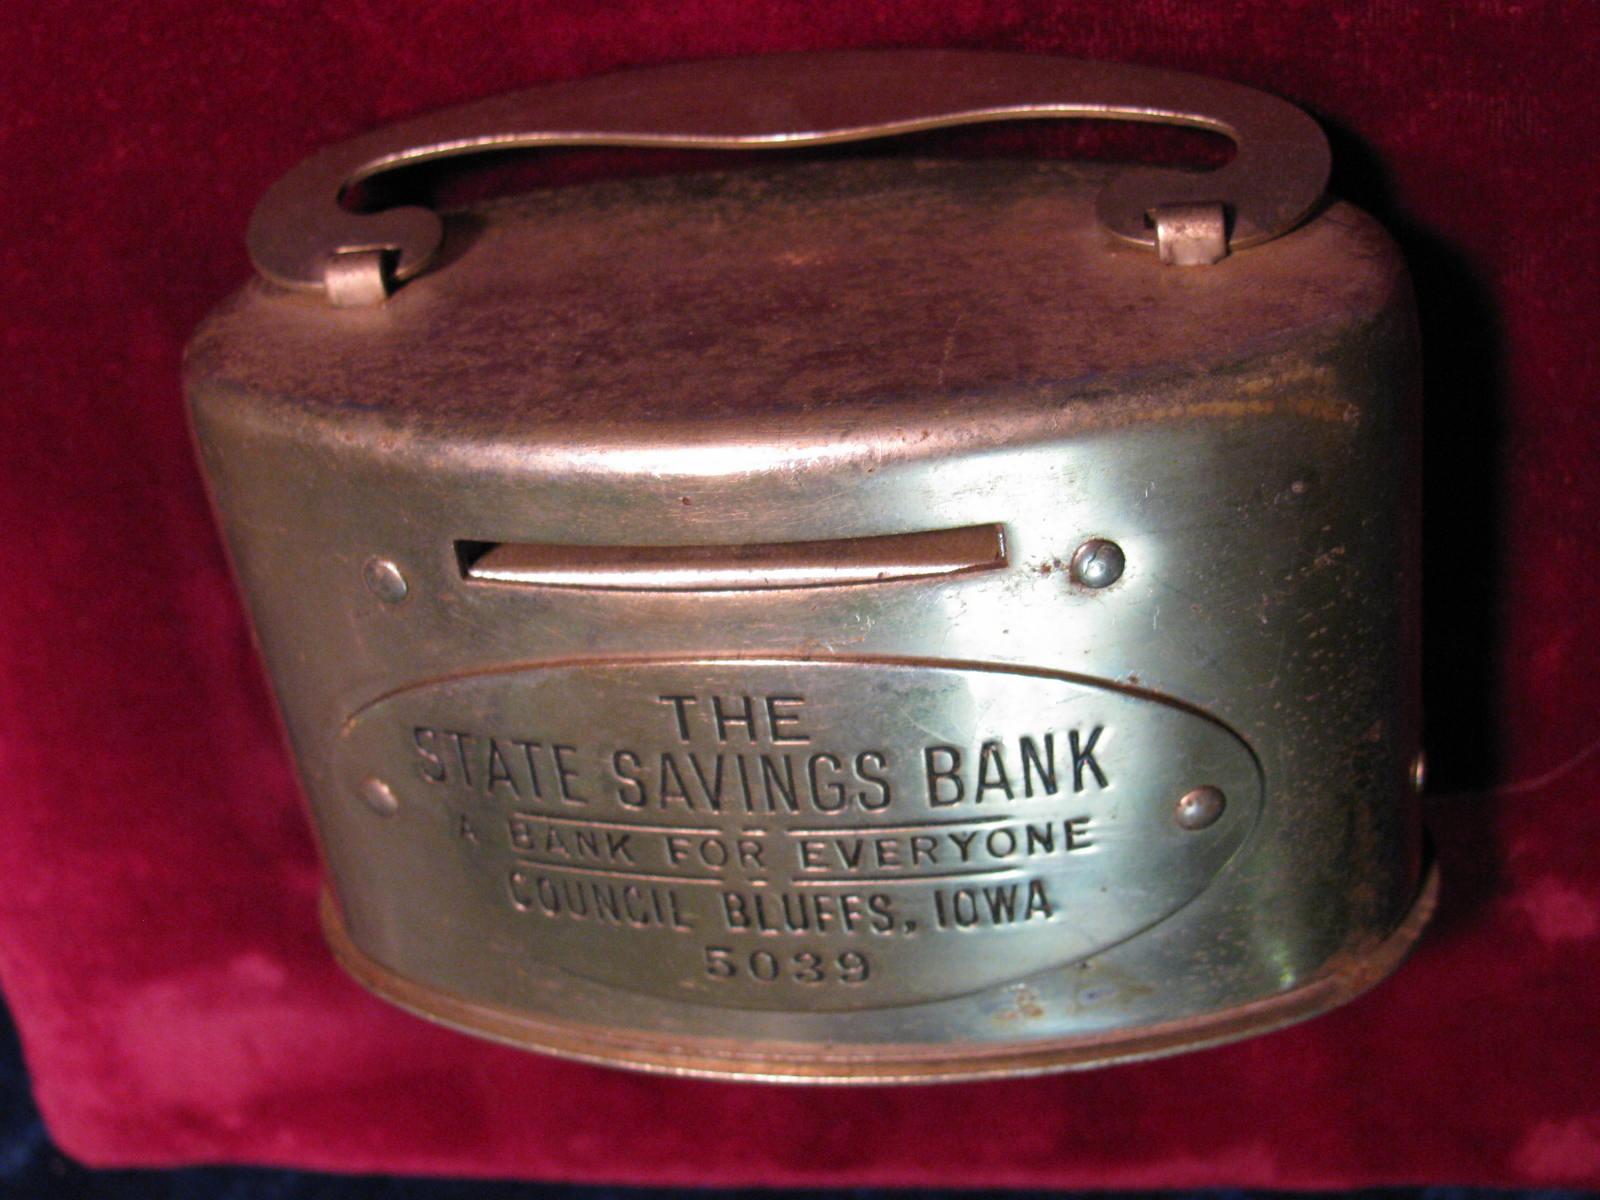 THE
STATE SAVINGS BANK
A BANK FOR EVERYONE
COUNCIL BLUFFS, IOWA
5039